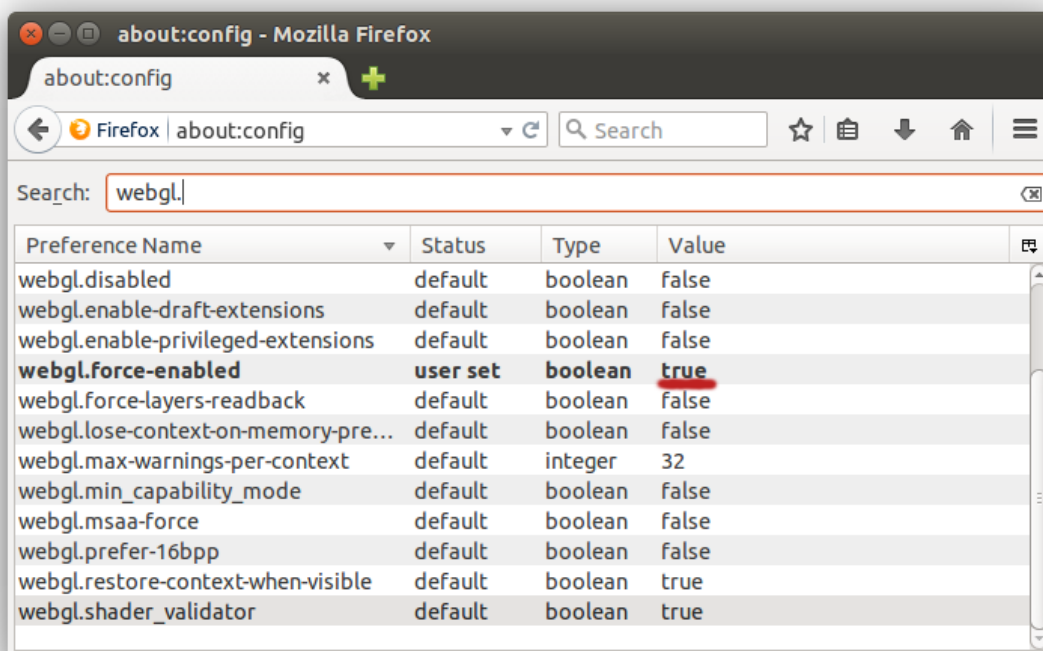 about:config - Mozilla Firefox
about:config
Firefox about:config Search
Search: webgl.
Preference Name Status Type Value
webgl.disabled default boolean false
webgl.enable-draft-extensions default boolean false
webgl.enable-privileged-extensions default boolean false
webgl.force-enabled user set boolean true
webgl.force-layers-readback default boolean false
webgl.lose-context-on-memory-pre... default boolean false
webgl.max-warnings-per-context default integer 32
webgl.min_capability_mode default boolean false
webgl.msaa-force default boolean false
webgl.prefer-16bpp default boolean false
webgl.restore-context-when-visible default boolean true
webgl.shader_validator default boolean true